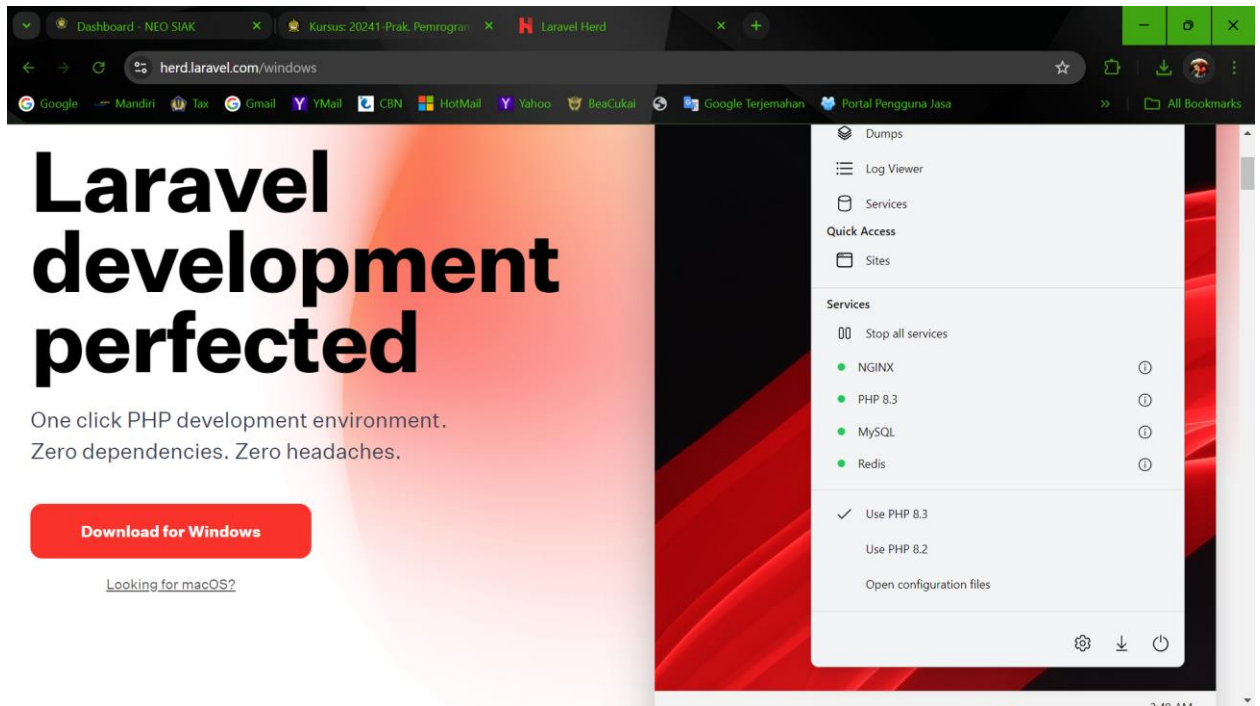 Dashboard - NEO SIAK
Kursus: 20241-Prak. Pemrogram
Laravel Herd
herd.laravel.com/windows
Google
Mandiri
Tax
Gmail
YMail
CBN
HotMail
Yahoo
BeaCukai
Google Terjemahan
Portal Pengguna Jasa
All Bookmarks
Laravel
development
perfected
One click PHP development environment.
Zero dependencies. Zero headaches.
Download for Windows
Looking for macOS?
Dumps
Log Viewer
Services
Quick Access
Sites
Services
Stop all services
NGINX
PHP 8.3
MySQL
Redis
Use PHP 8.3
Use PHP 8.2
Open configuration files